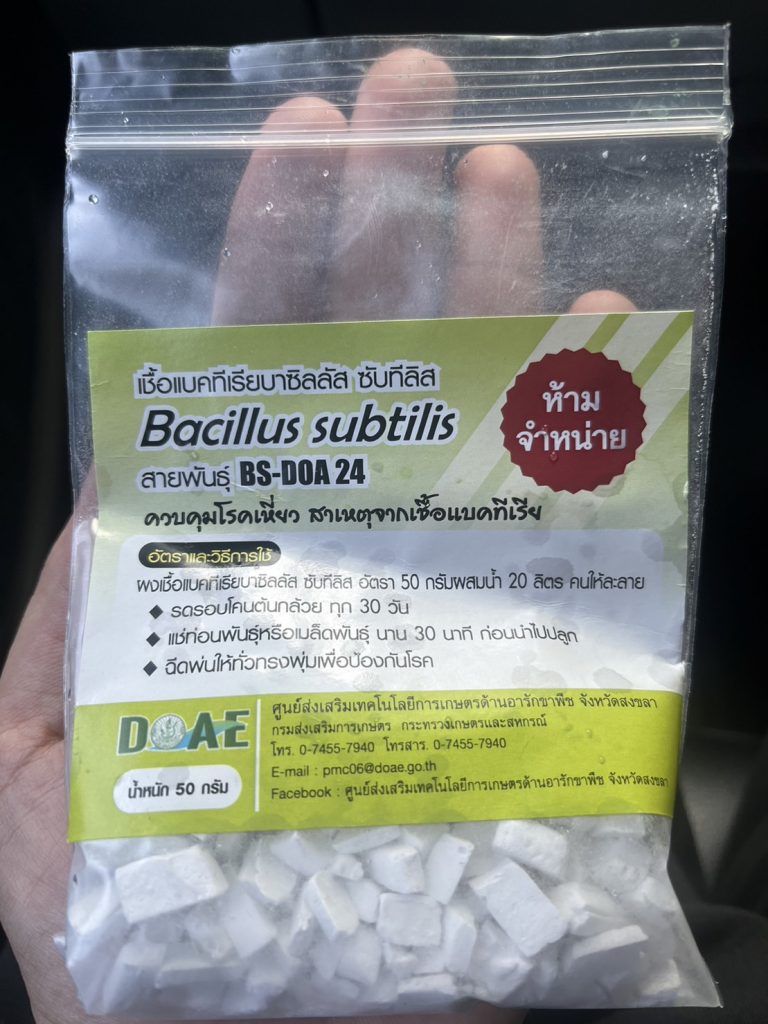 เชื้อแบคทีเรียบาซิลลัส ซับทีลิส
Bacillus subtilis
สายพันธุ์ BS-DOA 24
ห้าม
จำหน่าย
ควบคุมโรคเหี่ยว สาเหตุจากเชื้อแบคทีเรีย
อัตราและวิธีการใช้
ผงเชื้อแบคทีเรียบาซิลลัส ซับทีลิส อัตรา 50 กรัมผสมน้ำ 20 ลิตร คนให้ละลาย
◆ รดรอบโคนต้นกล้วย ทุก 30 วัน
◆ แช่ท่อนพันธุ์หรือเมล็ดพันธุ์ นาน 30 นาที ก่อนนำไปปลูก
◆ ฉีดพ่นให้ทั่วทรงพุ่มเพื่อป้องกันโรค
DOAE
น้ำหนัก 50 กรัม
ศูนย์ส่งเสริมเทคโนโลยีการเกษตรด้านอารักขาพืช จังหวัดสงขลา
กรมส่งเสริมการเกษตร กระทรวงเกษตรและสหกรณ์
โทร. 0-7455-7940 โทรสาร. 0-7455-7940
E-mail : pmc06@doae.go.th
Facebook : ศูนย์ส่งเสริมเทคโนโลยีการเกษตรด้านอารักขาพืช จังหวัดสงขลา